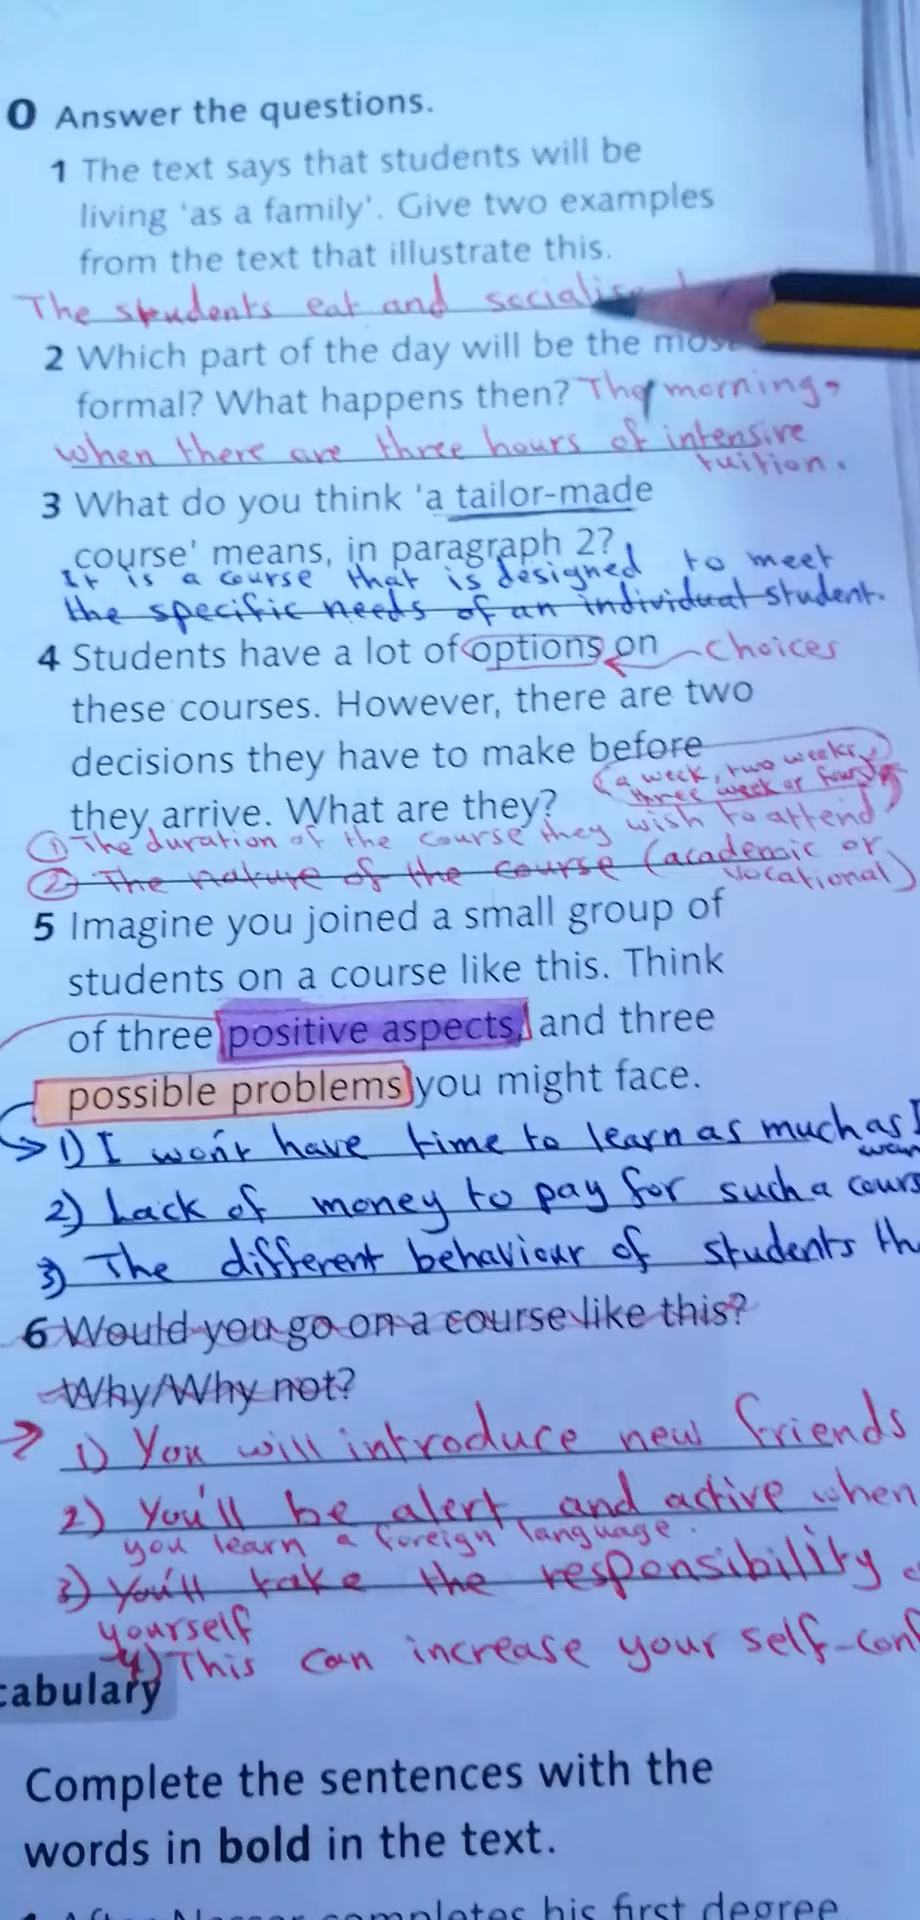 0 Answer the questions.
1 The text says that students will be
living 'as a family'. Give two examples
from the text that illustrate this.
The students eat and socialise
2 Which part of the day will be the most
formal? What happens then? The morning,
when there are three hours of intensive
tuition.
3 What do you think 'a tailor-made
course' means, in paragraph 2?
It is a course that is designed to meet
the specific needs of an individual student.
4 Students have a lot of options on choices
these courses. However, there are two
decisions they have to make before
they arrive. What are they?
(a week, two weeks,
three week or four)
① The duration of the course they wish to attend
② The nature of the course (academic or
vocational)
5 Imagine you joined a small group of
students on a course like this. Think
of three positive aspects, and three
possible problems you might face.
1) I won't have time to learn as much as I
want
2) Lack of money to pay for such a
3) The different behaviour of students
6 Would you go on a course like this?
Why/Why not?
1) You will introduce new friends
2) You'll be alert and active when
you learn a foreign language.
3) You'll take the responsibility
yourself
4) This can increase your
cabulary
Complete the sentences with the
words in bold in the text.
completes his first degree